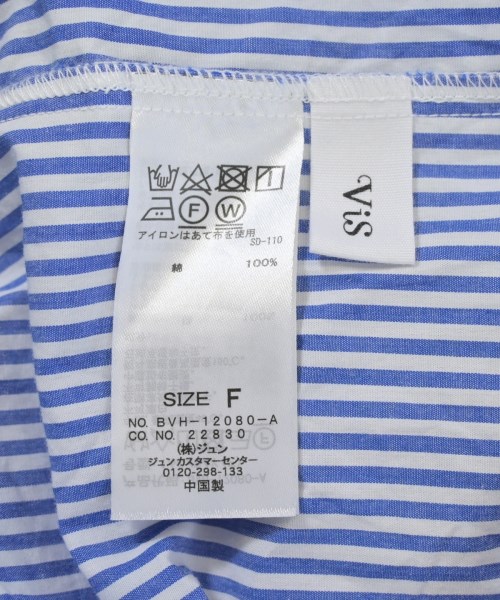 F W
アイロンはあて布を使用
SD-110
綿 100%
SIZE F
NO. BVH-12080-A
CO. NO. 22830
(株)ジュン
ジュンカスタマーセンター
0120-298-133
中国製
ViS